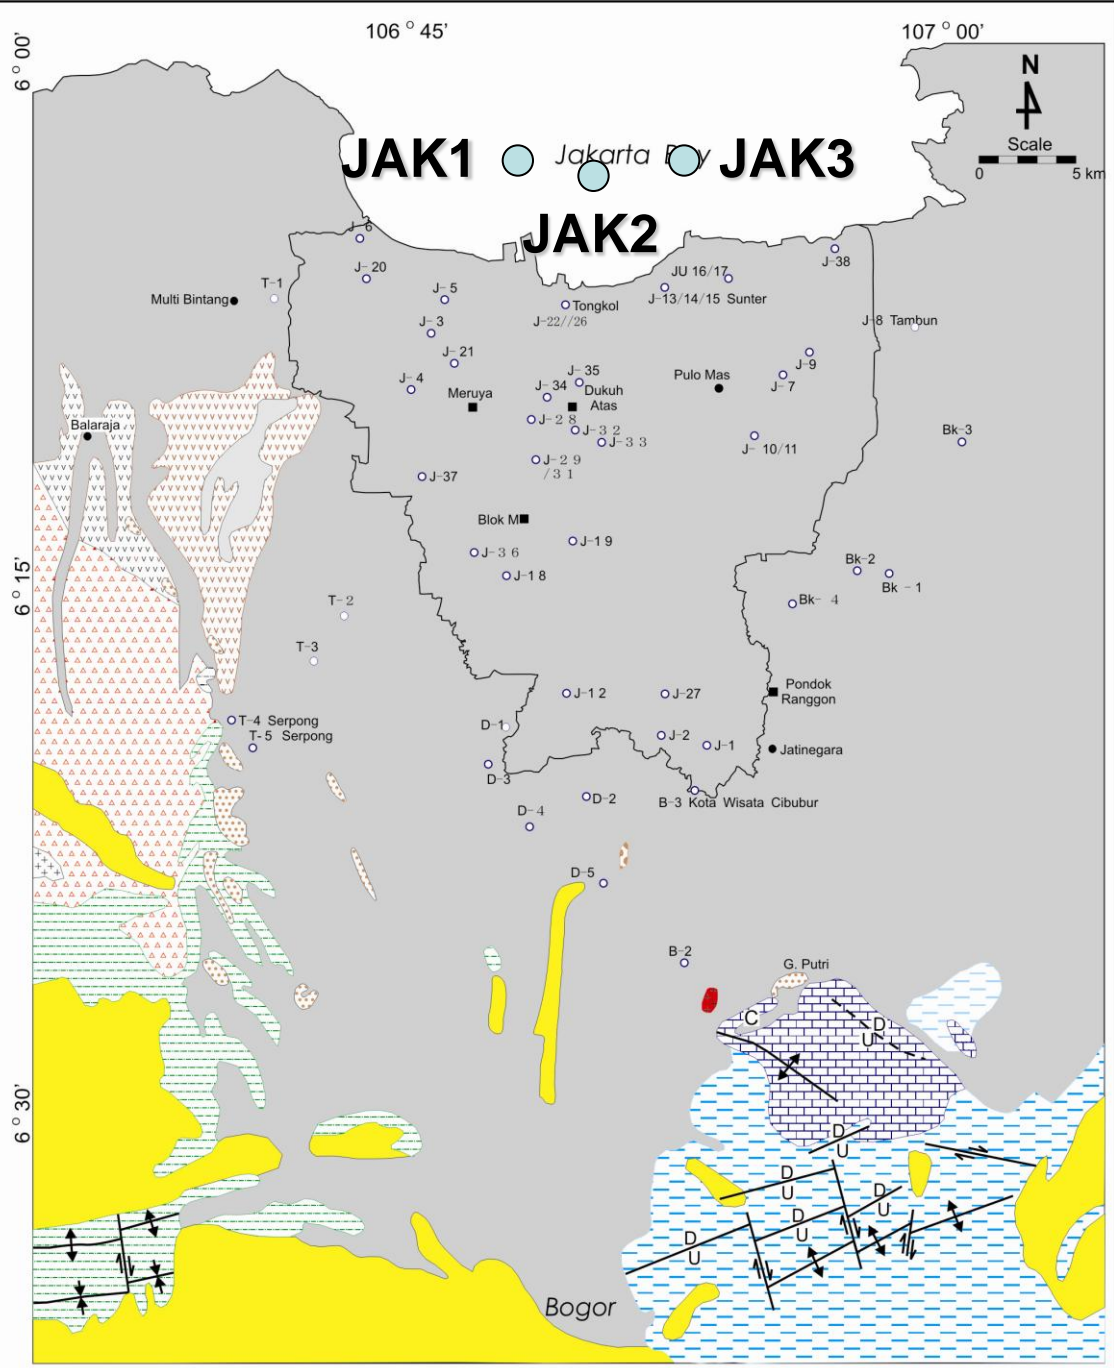 106 ° 45'
107 ° 00'
6 ° 00'
N
Scale
0 5 km
JAK1
Jakarta B y
JAK3
JAK2
J-6
J-20
T-1
Multi Bintang
J-5
J-3
J-21
J-4
Meruya
Tongkol
J-22//26
JU 16/17
J-13/14/15 Sunter
J-38
J-8 Tambun
J-9
J-7
Pulo Mas
J-35
J-34
Dukuh
Atas
J-28
J-32
J-33
J-29
/31
J- 10/11
Bk-3
Balaraja
J-37
Blok M
J-36
J-19
J-18
6 ° 15'
Bk-2
Bk - 1
Bk- 4
T-2
T-3
T-4 Serpong
T-5 Serpong
J-12
J-27
Pondok
Ranggon
D-1
J-2
J-1
Jatinegara
D-3
D-2
B-3 Kota Wisata Cibubur
D-4
D-5
B-2
G. Putri
C
D
U
6 ° 30'
D
U
D
U
D
U
D
U
D
U
Bogor